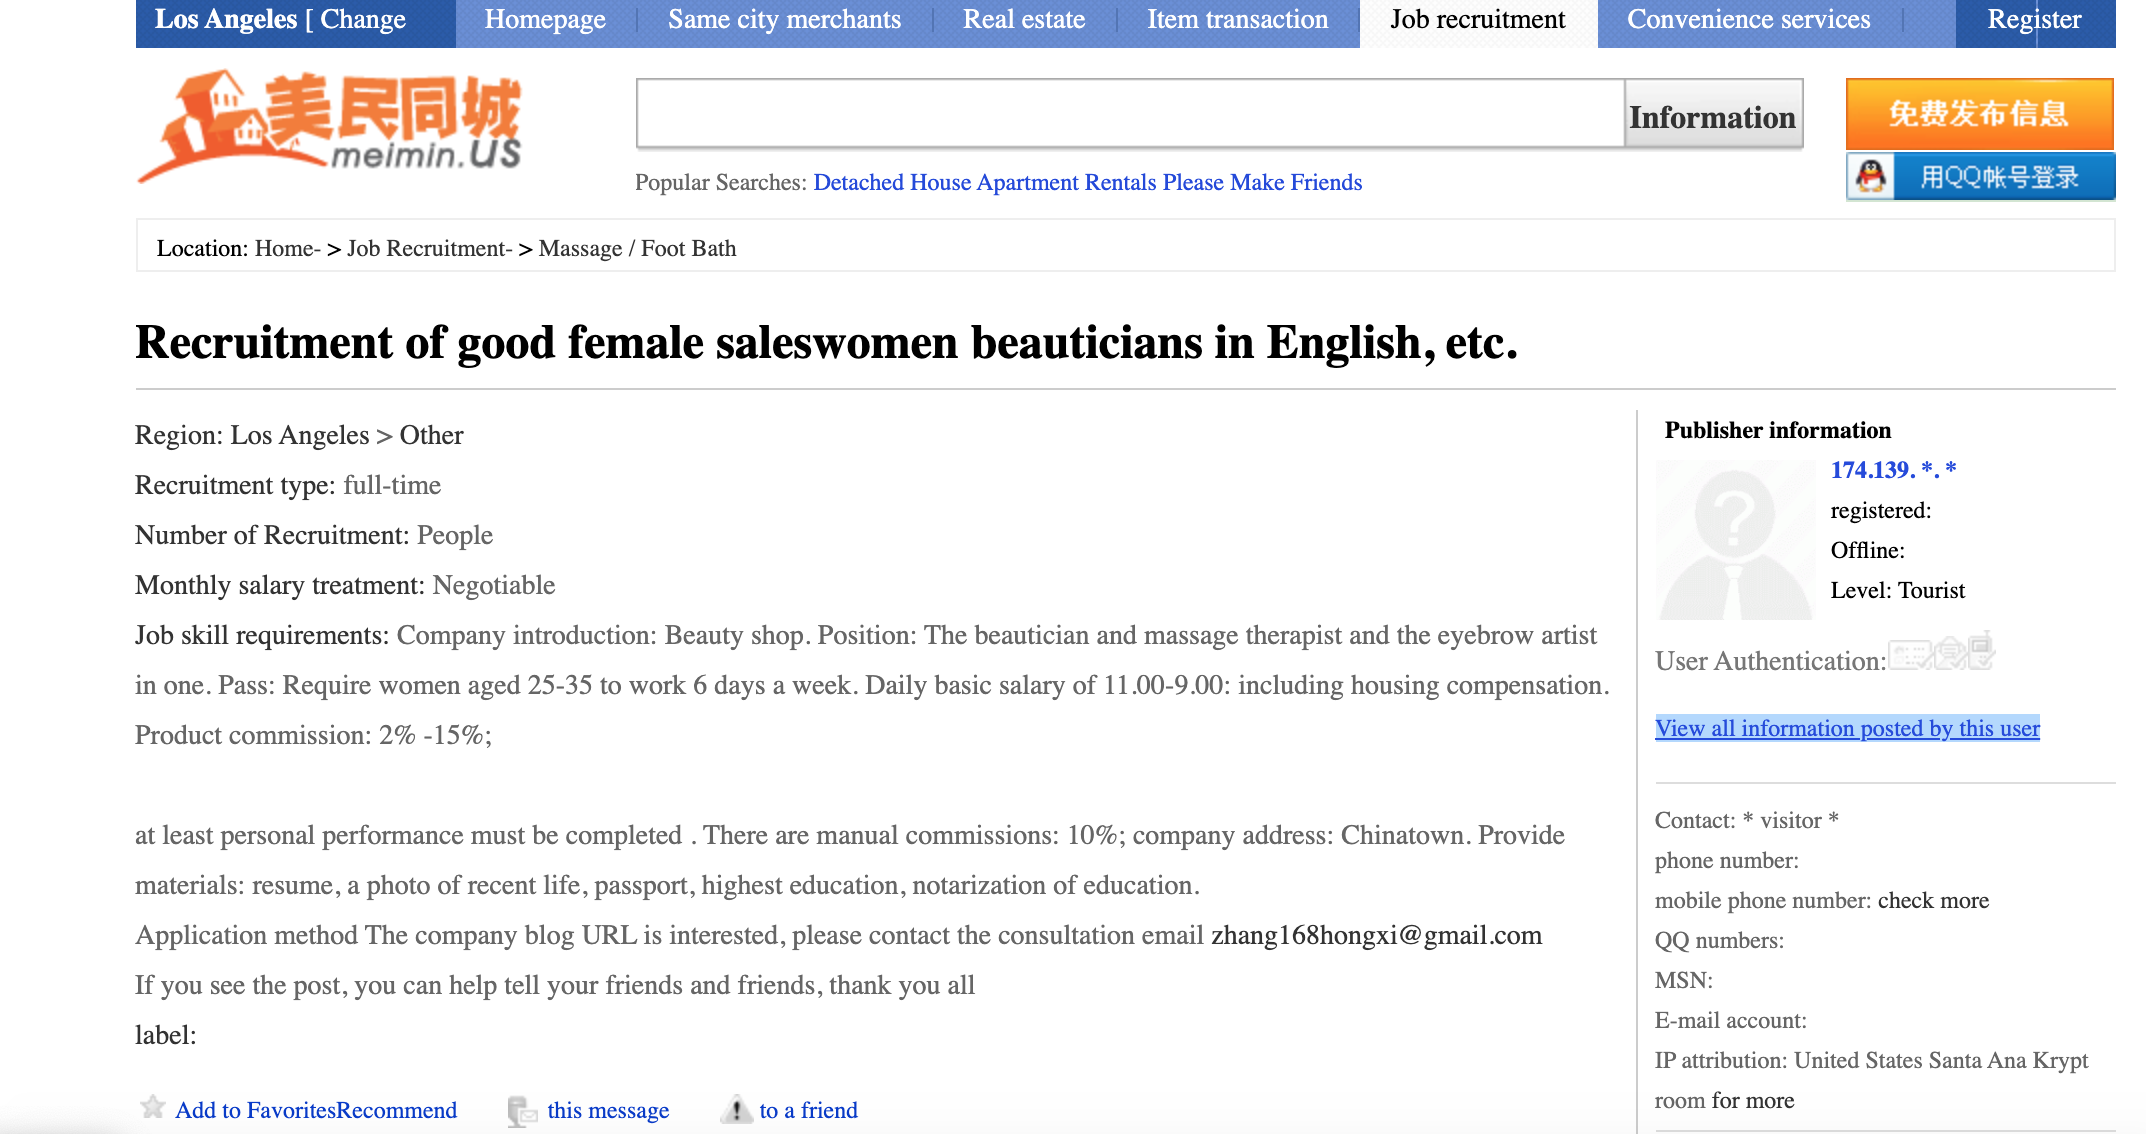 Los Angeles [ Change
Homepage
Same city merchants
Real estate
Item transaction
Job recruitment
Convenience services
Register
美民同城
meimin.US
Information
免费发布信息
用QQ帐号登录
Popular Searches: Detached House Apartment Rentals Please Make Friends
Location: Home- > Job Recruitment- > Massage / Foot Bath
Recruitment of good female saleswomen beauticians in English, etc.
Region: Los Angeles > Other
Recruitment type: full-time
Number of Recruitment: People
Monthly salary treatment: Negotiable
Job skill requirements: Company introduction: Beauty shop. Position: The beautician and massage therapist and the eyebrow artist
in one. Pass: Require women aged 25-35 to work 6 days a week. Daily basic salary of 11.00-9.00: including housing compensation.
Product commission: 2% -15%;
at least personal performance must be completed . There are manual commissions: 10%; company address: Chinatown. Provide
materials: resume, a photo of recent life, passport, highest education, notarization of education.
Application method The company blog URL is interested, please contact the consultation email zhang168hongxi@gmail.com
If you see the post, you can help tell your friends and friends, thank you all
label:
Add to FavoritesRecommend
this message
to a friend
Publisher information
174.139. *. *
registered:
Offline:
Level: Tourist
User Authentication:
View all information posted by this user
Contact: * visitor *
phone number:
mobile phone number: check more
QQ numbers:
MSN:
E-mail account:
IP attribution: United States Santa Ana Krypt
room for more